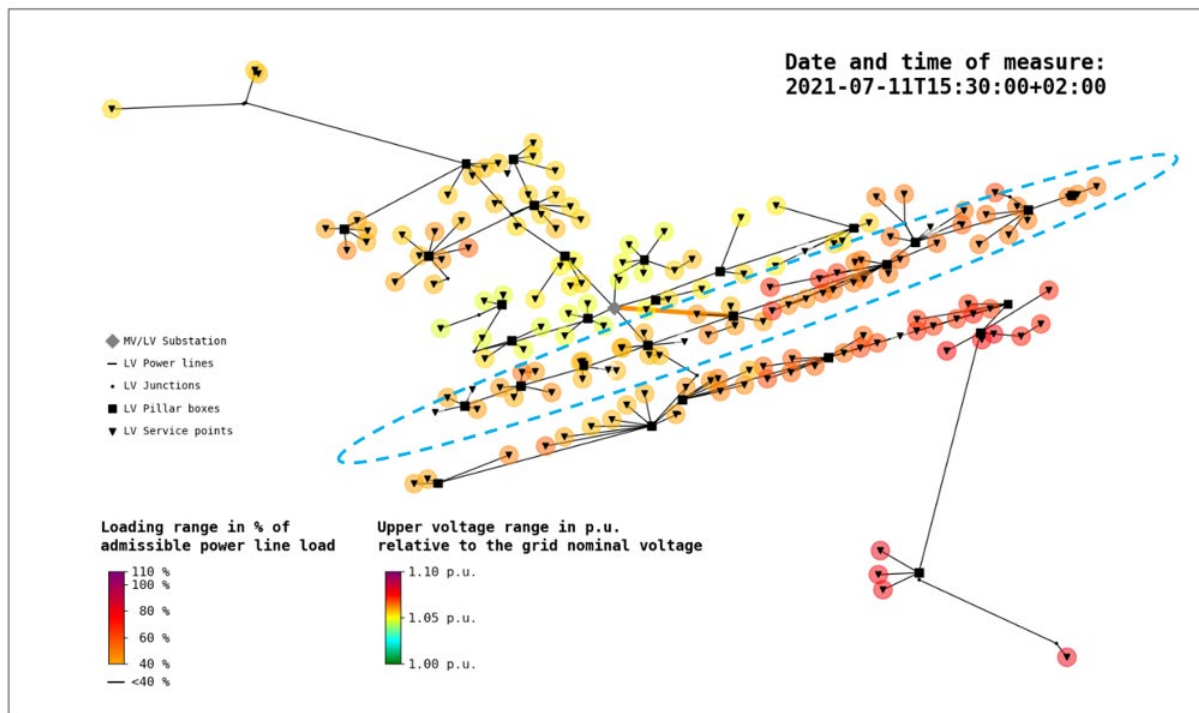 Date and time of measure:
2021-07-11T15:30:00+02:00
MV/LV Substation
LV Power lines
LV Junctions
LV Pillar boxes
LV Service points
Loading range in % of
admissible power line load
110 %
100 %
80 %
60 %
40 %
<40 %
Upper voltage range in p.u.
relative to the grid nominal voltage
1.10 p.u.
1.05 p.u.
1.00 p.u.